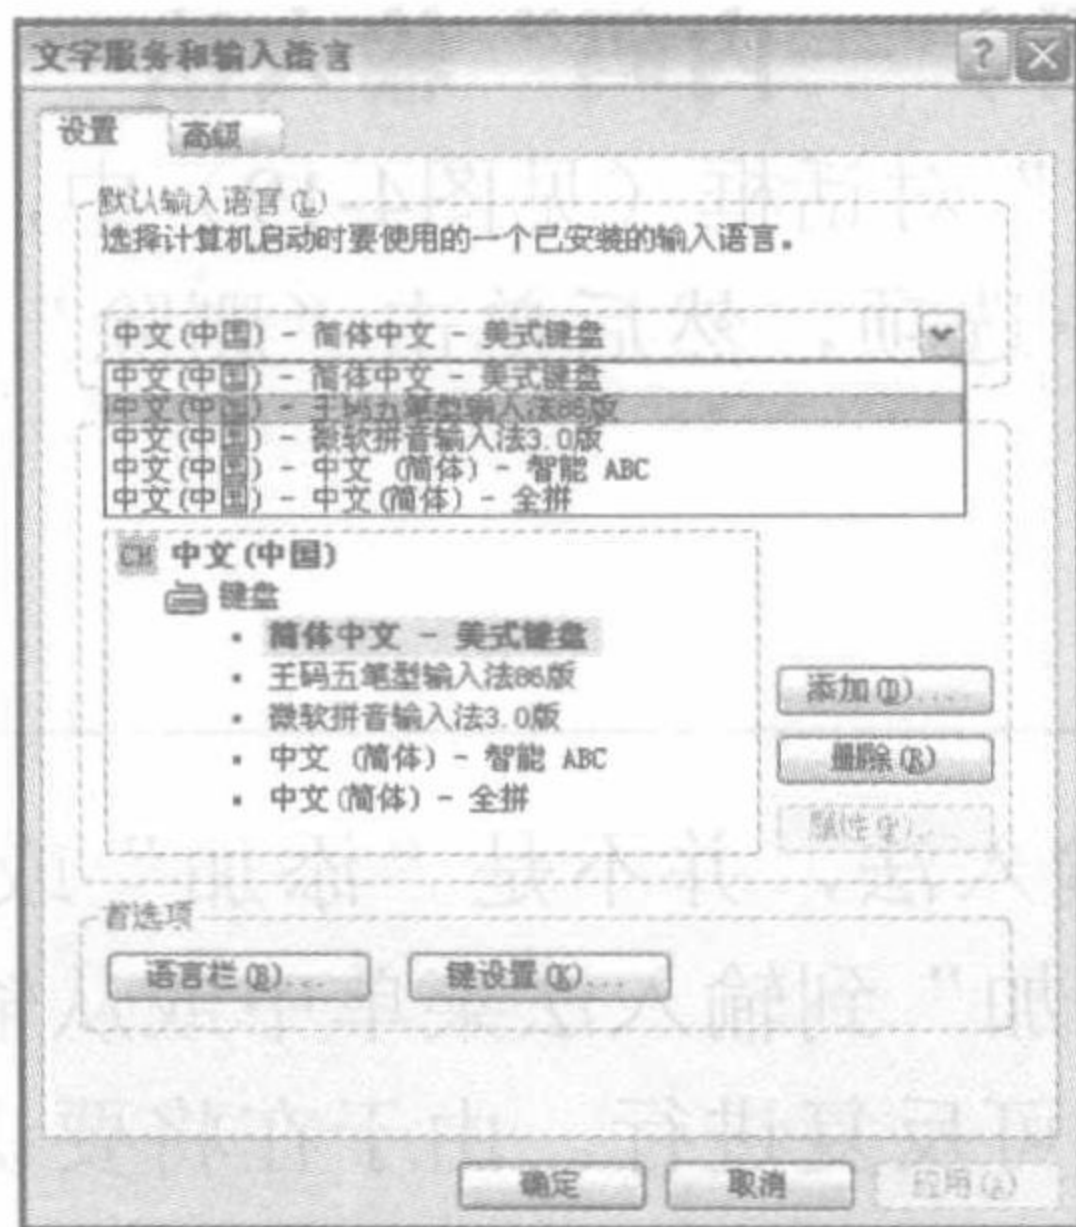 文字服务和输入语言
设置
高级
默认输入语言(L)
选择计算机启动时要使用的一个已安装的输入语言。
中文(中国) - 简体中文 - 美式键盘
中文(中国) - 简体中文 - 美式键盘
中文(中国) - 王码五笔型输入法86版
中文(中国) - 微软拼音输入法3.0版
中文(中国) - 中文 (简体) - 智能 ABC
中文(中国) - 中文(简体) - 全拼
CH 中文(中国)
键盘
• 简体中文 - 美式键盘
• 王码五笔型输入法86版
• 微软拼音输入法3.0版
• 中文 (简体) - 智能 ABC
• 中文(简体) - 全拼
添加(D)...
删除(R)
属性(P)...
首选项
语言栏(B)...
键设置(K)...
确定
取消
应用(A)